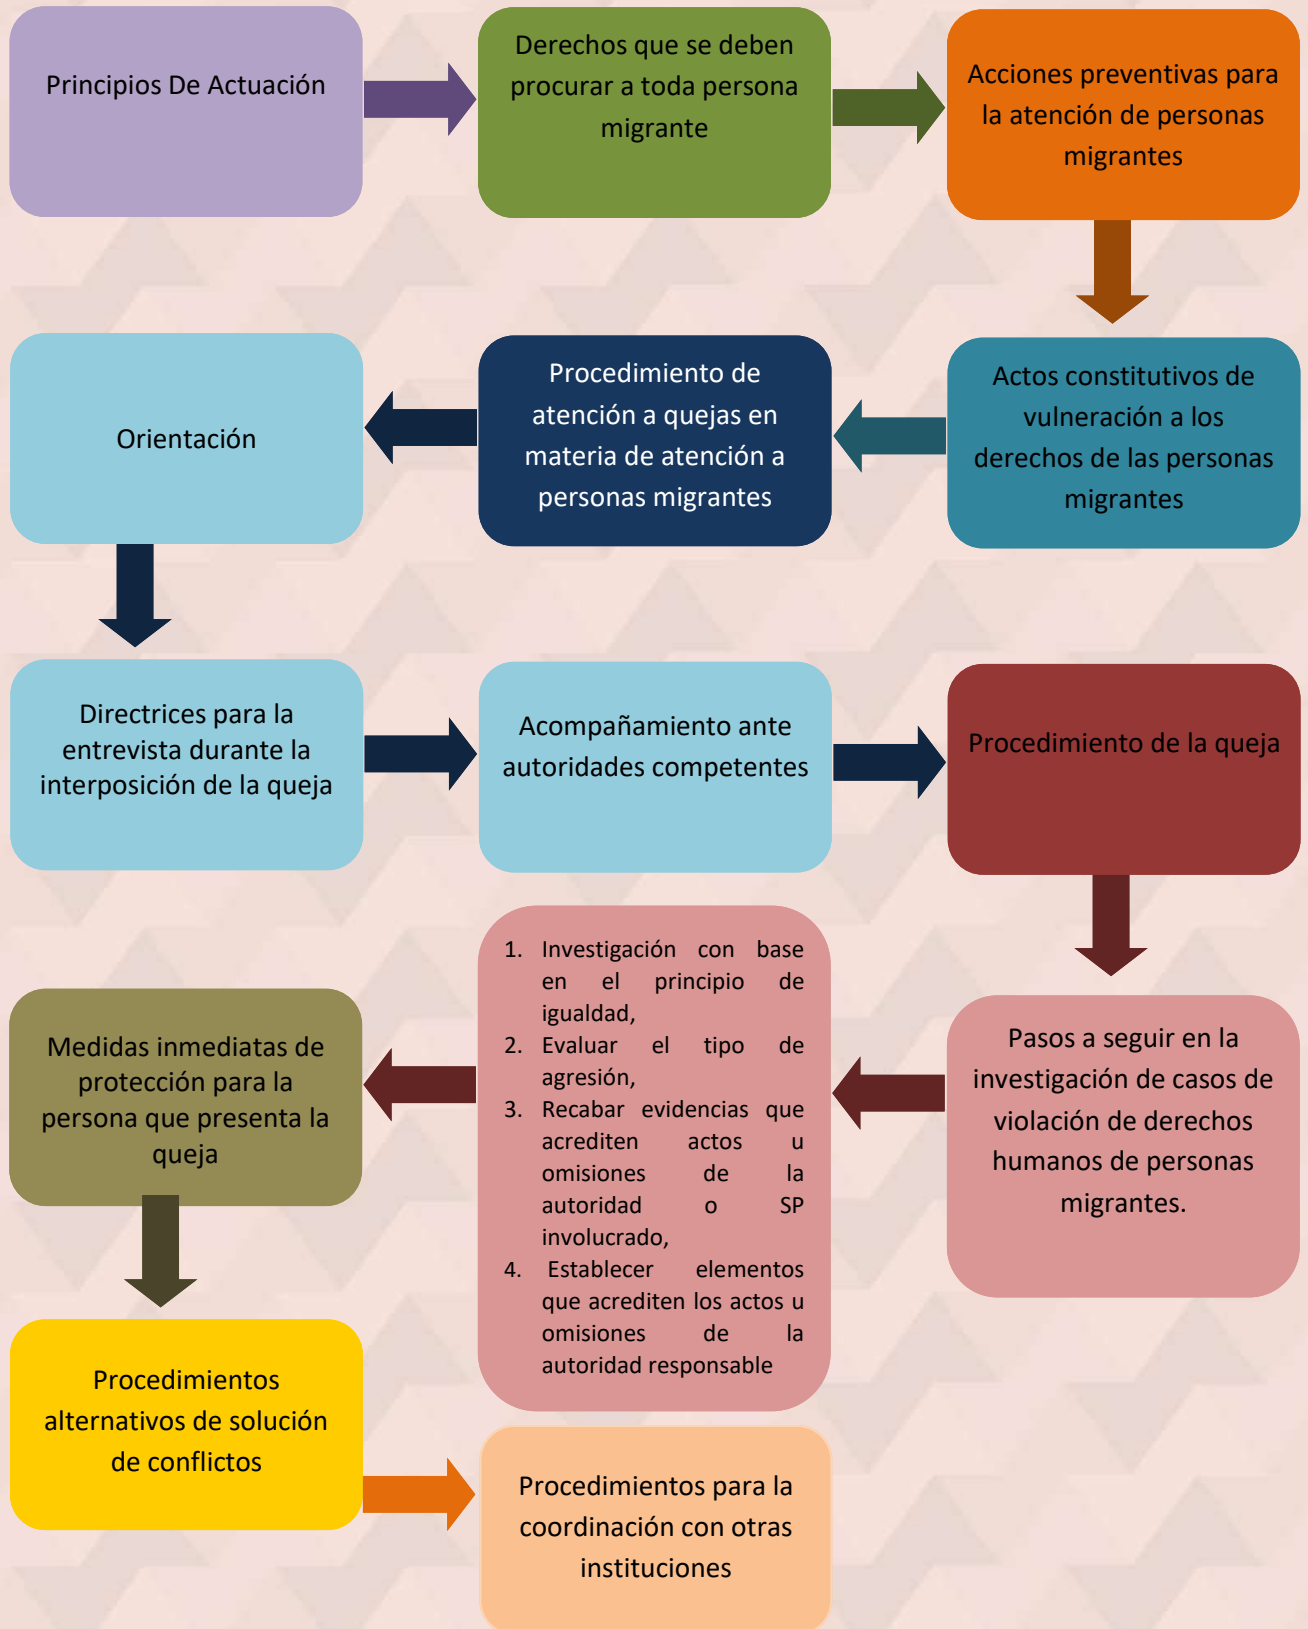 Principios De Actuación
Derechos que se deben
procurar a toda persona
migrante
Acciones preventivas para
la atención de personas
migrantes
Actos constitutivos de
vulneración a los
derechos de las personas
migrantes
Procedimiento de
atención a quejas en
materia de atención a
personas migrantes
Orientación
Directrices para la
entrevista durante la
interposición de la queja
Acompañamiento ante
autoridades competentes
Procedimiento de la queja
Pasos a seguir en la
investigación de casos de
violación de derechos
humanos de personas
migrantes.
1. Investigación con base
en el principio de
igualdad,
2. Evaluar el tipo de
agresión,
3. Recabar evidencias que
acrediten actos u
omisiones de la
autoridad o SP
involucrado,
4. Establecer elementos
que acrediten los actos u
omisiones de la
autoridad responsable
Medidas inmediatas de
protección para la
persona que presenta la
queja
Procedimientos
alternativos de solución
de conflictos
Procedimientos para la
coordinación con otras
instituciones